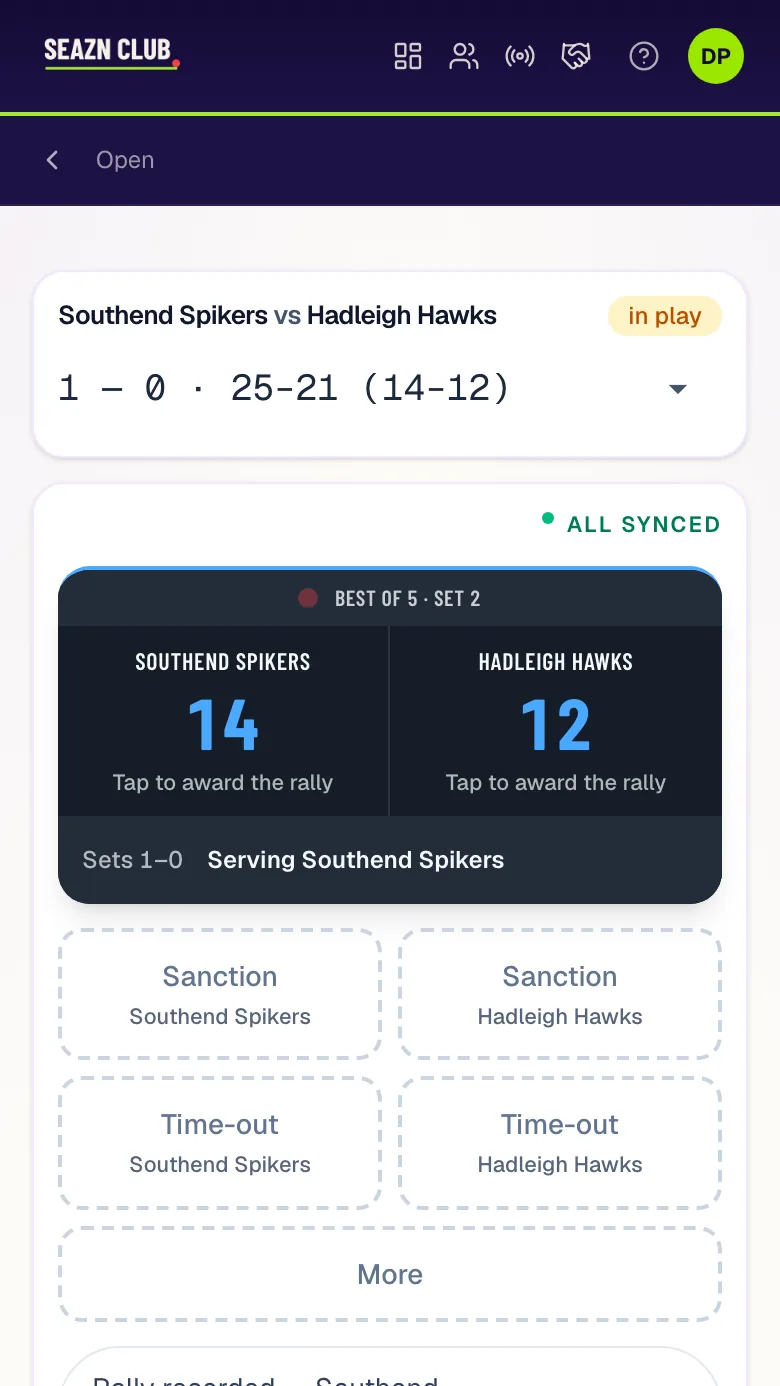 SEAZN CLUB
DP
Open
Southend Spikers vs Hadleigh Hawks
in play
1 – 0 · 25–21 (14–12)
ALL SYNCED
BEST OF 5 · SET 2
SOUTHEND SPIKERS
HADLEIGH HAWKS
14
12
Tap to award the rally
Tap to award the rally
Sets 1–0 Serving Southend Spikers
Sanction
Southend Spikers
Sanction
Hadleigh Hawks
Time-out
Southend Spikers
Time-out
Hadleigh Hawks
More
Rally recorded — Southend